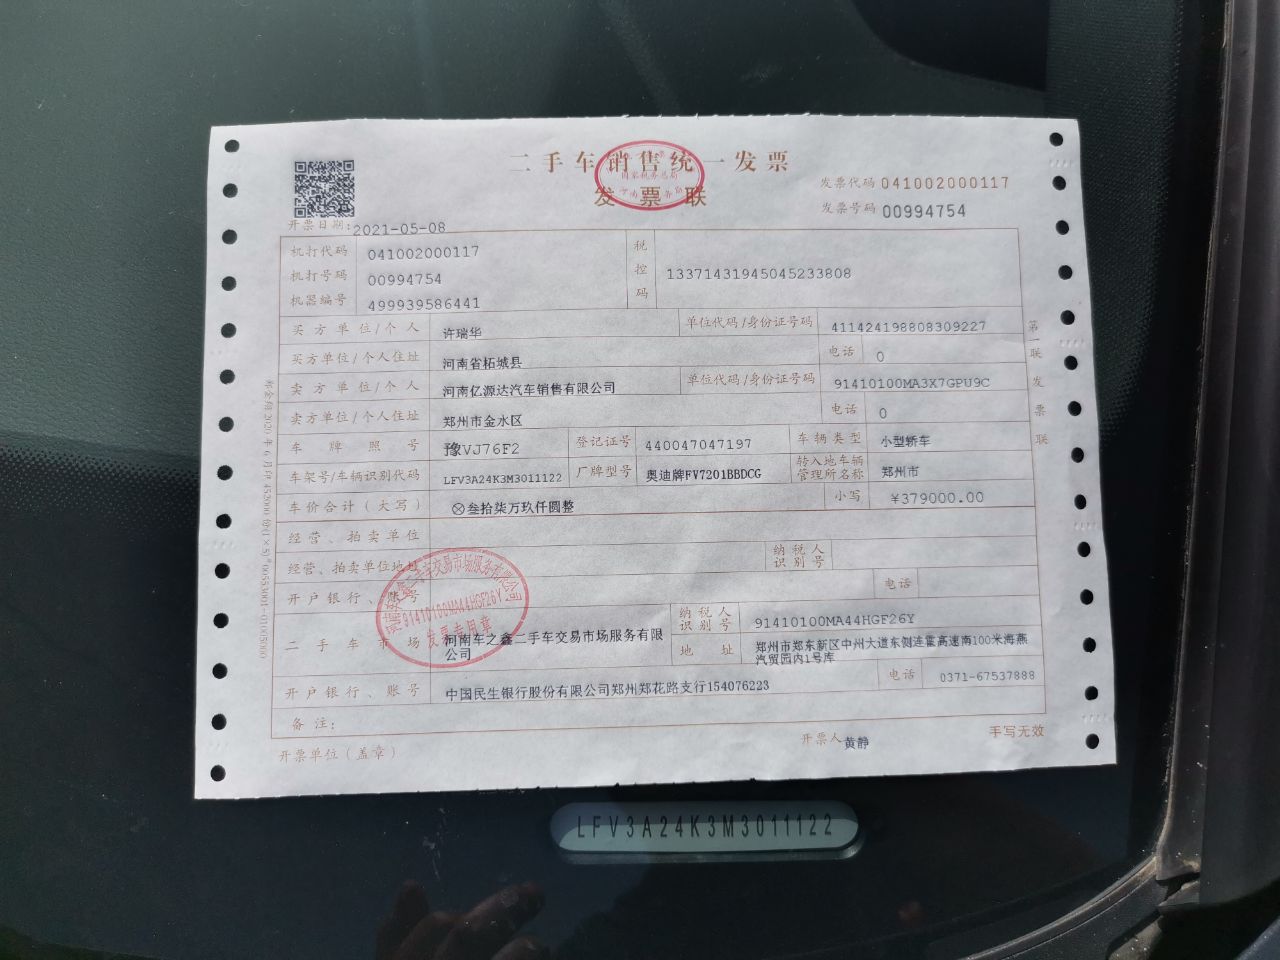 二手车销售统一发票
发票联
国家税务总局
发票代码 041002000117
发票号码 00994754
开票日期: 2021-05-08
机打代码 041002000117
机打号码 00994754
机器编号 499939586441
税控码 13371431945045233808
买方单位/个人 许瑞华 单位代码/身份证号码 411424198808309227
买方单位/个人住址 河南省柘城县 电话 0
卖方单位/个人 河南亿源达汽车销售有限公司 单位代码/身份证号码 91410100MA3X7GPU9C
卖方单位/个人住址 郑州市金水区 电话 0
车牌照号 豫VJ76F2 登记证号 440047047197 车辆类型 小型轿车
车架号/车辆识别代码 LFV3A24K3M3011122 厂牌型号 奥迪牌FV7201BBDCG 转入地车辆管理所名称 郑州市
车价合计(大写) ⊗叁拾柒万玖仟圆整 小写 ¥379000.00
经营、拍卖单位
经营、拍卖单位地址 纳税人识别号
开户银行、账号 电话
二手车市场 河南车之鑫二手车交易市场服务有限公司 纳税人识别号 91410100MA44HGF26Y
地址 郑州市郑东新区中州大道东侧连霍高速南100米海燕汽贸园内1号库
开户银行、账号 中国民生银行股份有限公司郑州郑花路支行154076223 电话 0371-67537888
备注:
开票单位(盖章) 开票人 黄静 手写无效
第一联 发票联
二手车交易市场服务有限公司
91410100MA44HGF26Y
发票专用章
LFV3A24K3M3011122